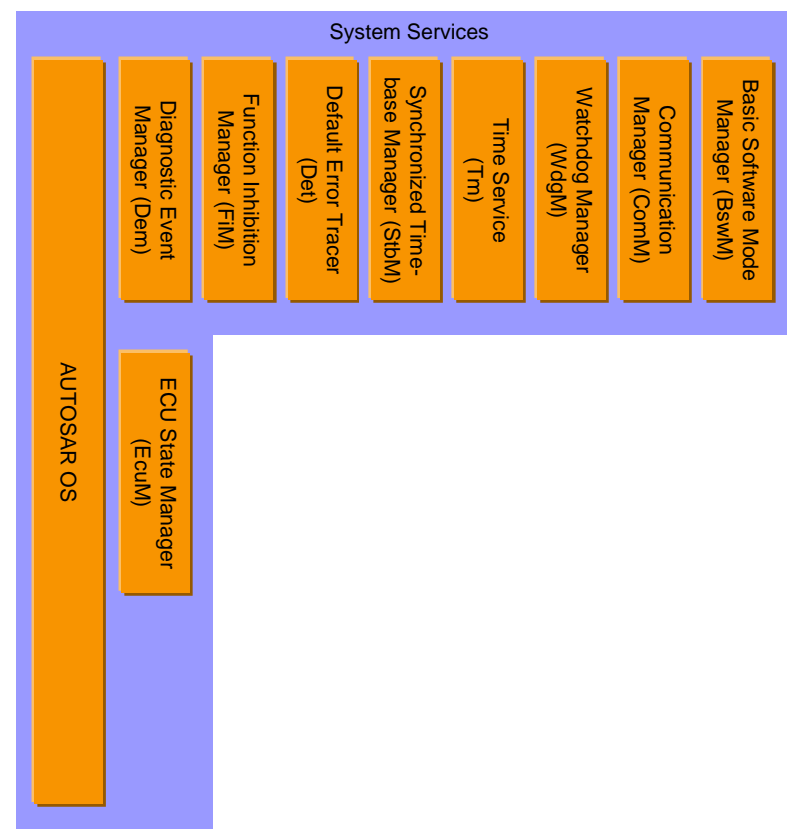 System Services
AUTOSAR OS
Diagnostic Event
Manager (Dem)
Function Inhibition
Manager (FiM)
Default Error Tracer
(Det)
Synchronized Time-
base Manager (StbM)
Time Service
(Tm)
Watchdog Manager
(WdgM)
Communication
Manager (ComM)
Basic Software Mode
Manager (BswM)
ECU State Manager
(EcuM)